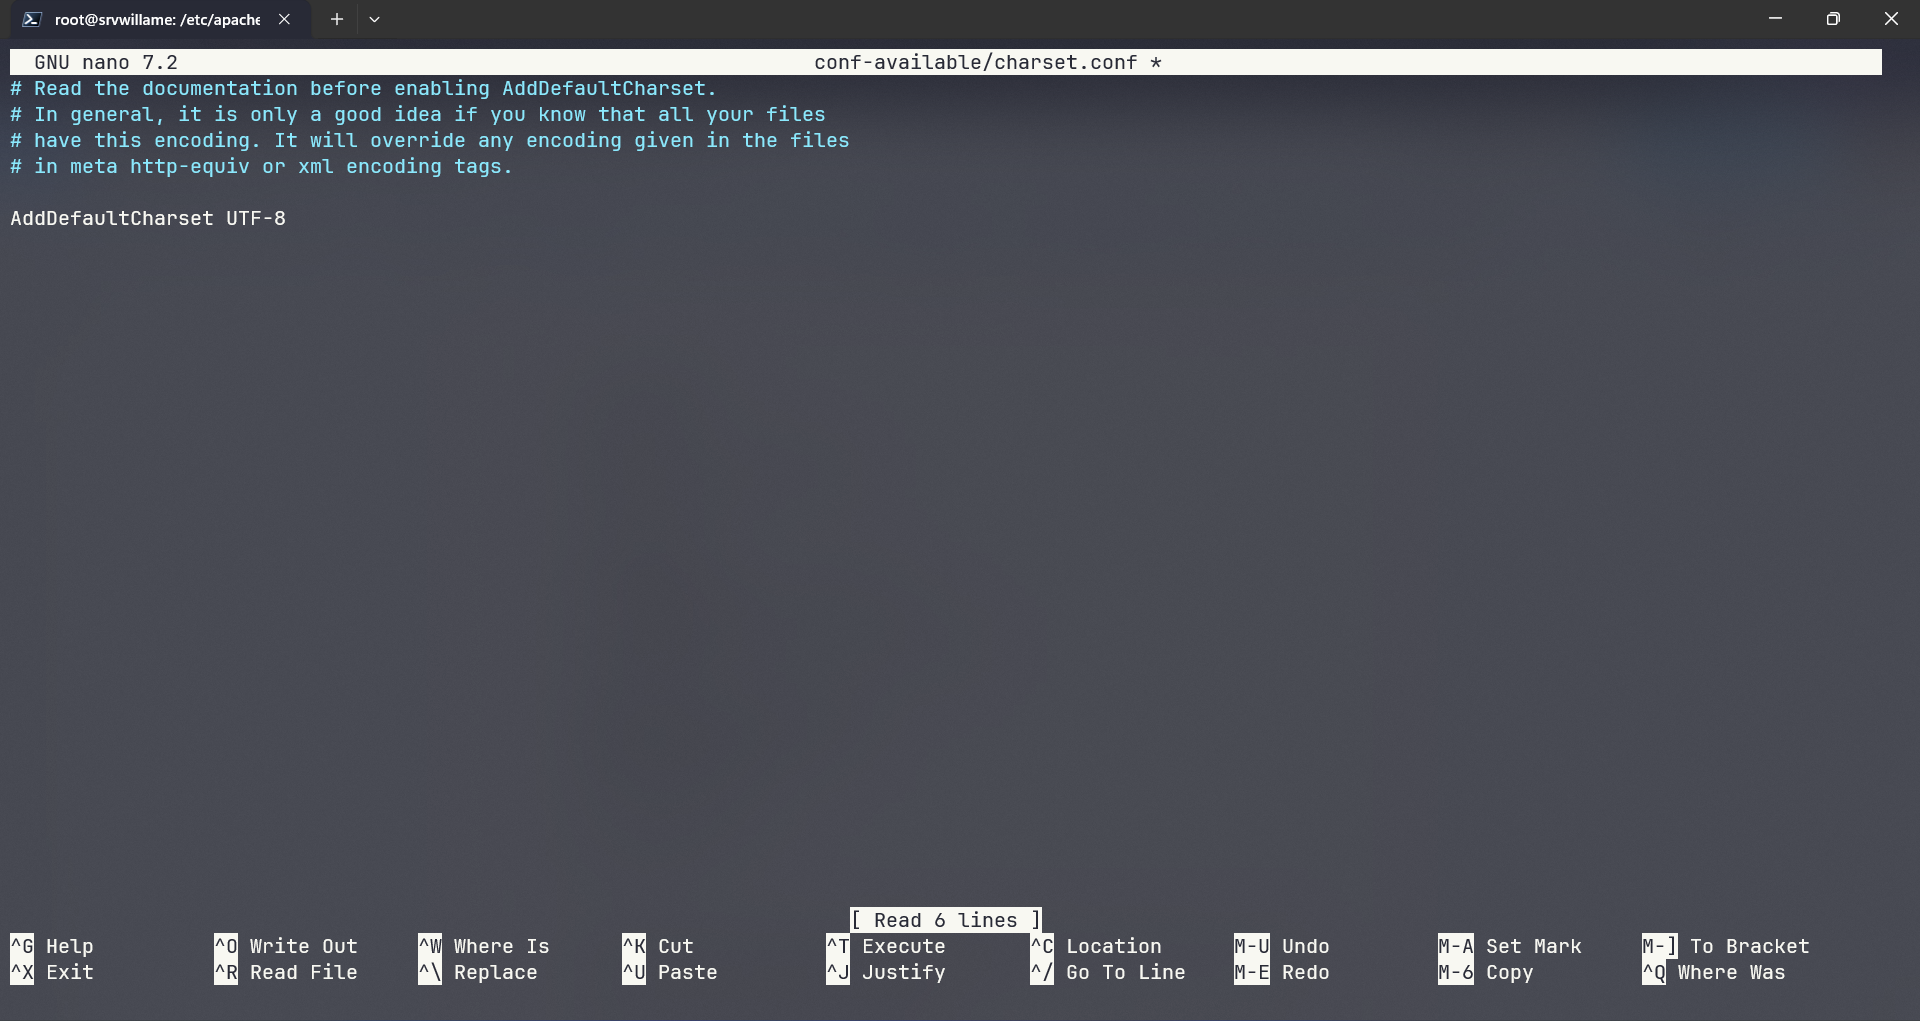 root@srvwillame: /etc/apache
GNU nano 7.2 conf-available/charset.conf *
# Read the documentation before enabling AddDefaultCharset.
# In general, it is only a good idea if you know that all your files
# have this encoding. It will override any encoding given in the files
# in meta http-equiv or xml encoding tags.
AddDefaultCharset UTF-8
[ Read 6 lines ]
^G Help ^O Write Out ^W Where Is ^K Cut ^T Execute ^C Location M-U Undo M-A Set Mark M-] To Bracket
^X Exit ^R Read File ^\ Replace ^U Paste ^J Justify ^/ Go To Line M-E Redo M-6 Copy ^Q Where Was